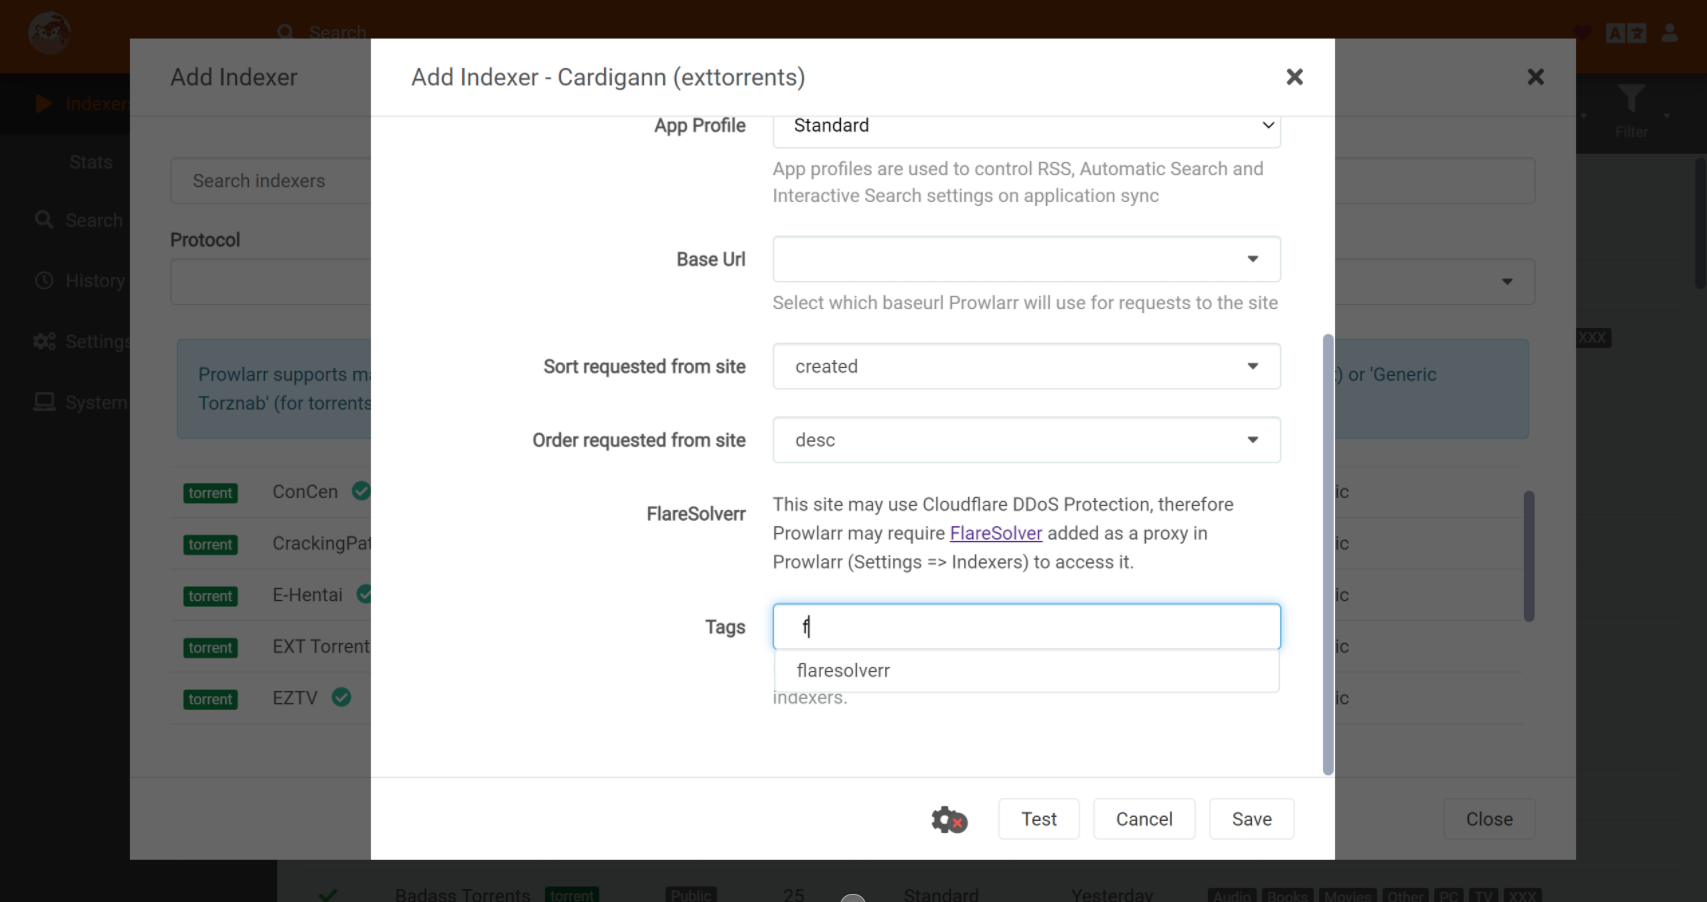 Search
Add Indexer
Add Indexer - Cardigann (exttorrents)
Indexer
Stats
Search
History
Settings
System
Filter
Search indexers
Protocol
Prowlarr supports ma
Torznab' (for torrents
) or 'Generic
XXX
App Profile
Standard
App profiles are used to control RSS, Automatic Search and
Interactive Search settings on application sync
Base Url
Select which baseurl Prowlarr will use for requests to the site
Sort requested from site
created
Order requested from site
desc
FlareSolverr
This site may use Cloudflare DDoS Protection, therefore
Prowlarr may require FlareSolver added as a proxy in
Prowlarr (Settings => Indexers) to access it.
Tags
f
flaresolverr
indexers.
torrent ConCen ic
torrent CrackingPat ic
torrent E-Hentai ic
torrent EXT Torrent ic
torrent EZTV ic
Test
Cancel
Save
Close
Badass Torrents torrent Public 25 Standard Yesterday Audio Books Movies Other PC TV XXX